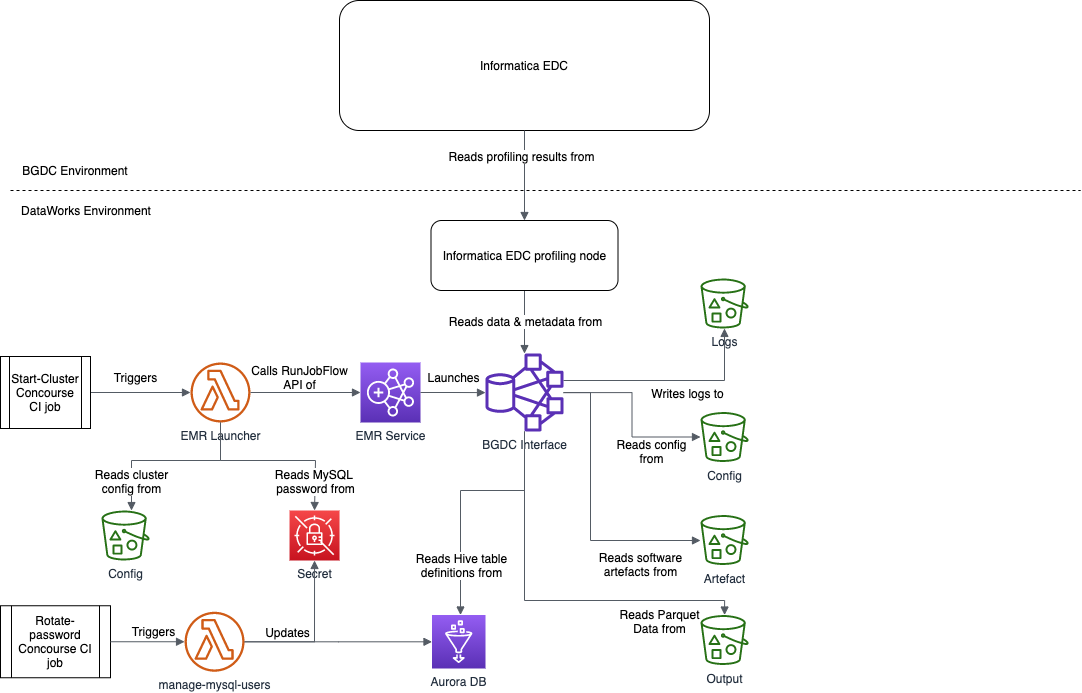 Informatica EDC
Reads profiling results from
BGDC Environment
DataWorks Environment
Informatica EDC profiling node
Reads data & metadata from
Logs
Start-Cluster
Concourse
CI job
Triggers
EMR Launcher
Calls RunJobFlow
API of
EMR Service
Launches
BGDC Interface
Writes logs to
Reads config
from
Config
Reads cluster
config from
Config
Reads MySQL
password from
Secret
Reads Hive table
definitions from
Reads software
artefacts from
Artefact
Rotate-
password
Concourse CI
job
Triggers
manage-mysql-users
Updates
Aurora DB
Reads Parquet
Data from
Output